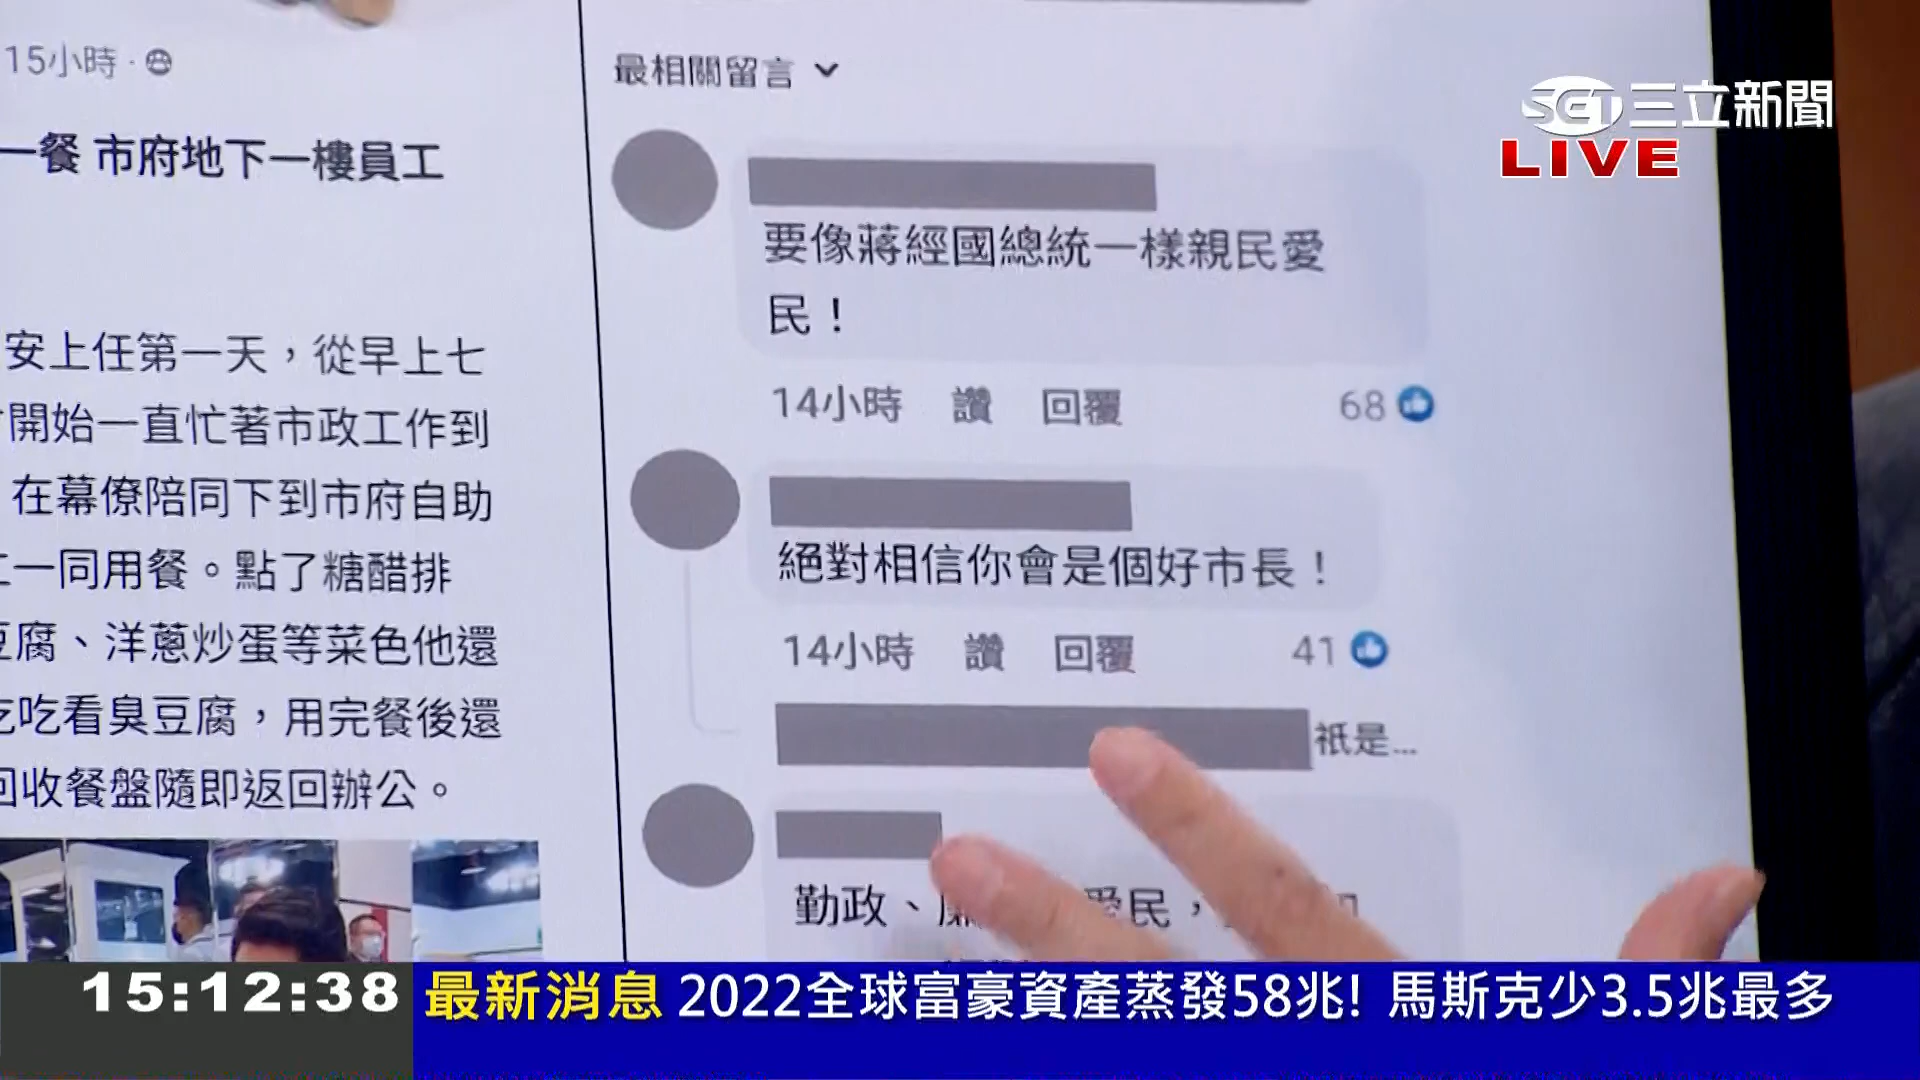 15小時
一餐 市府地下一樓員工
安上任第一天，從早上七
開始一直忙著市政工作到
在幕僚陪同下到市府自助
一同用餐。點了糖醋排
豆腐、洋蔥炒蛋等菜色他還
吃看臭豆腐，用完餐後還
回收餐盤隨即返回辦公。
最相關留言
要像蔣經國總統一樣親民愛
民！
14小時 讚 回覆 68
絕對相信你會是個好市長！
14小時 讚 回覆 41
祇是...
勤政、愛民，
SET三立新聞
LIVE
15:12:38
最新消息 2022全球富豪資產蒸發58兆! 馬斯克少3.5兆最多